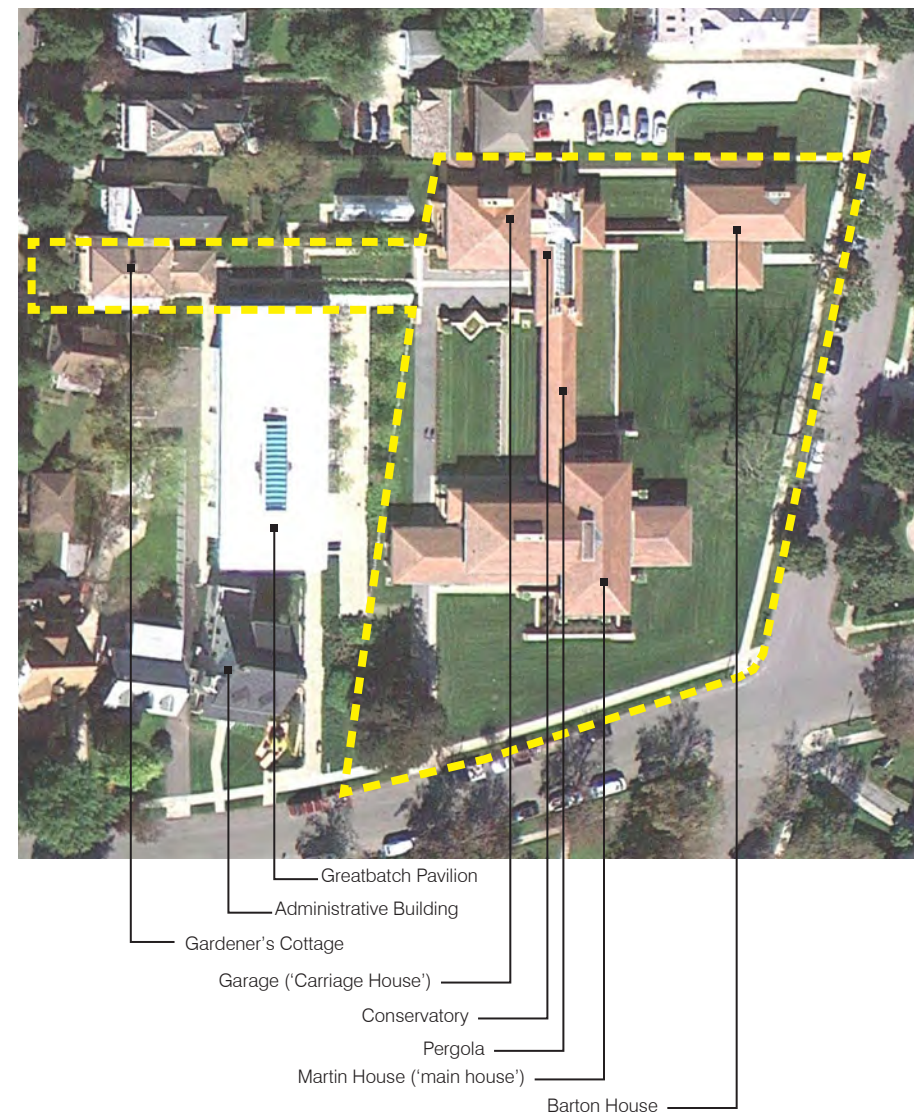 Greatbatch Pavilion
Administrative Building
Gardener’s Cottage
Garage (‘Carriage House’)
Conservatory
Pergola
Martin House (‘main house’)
Barton House